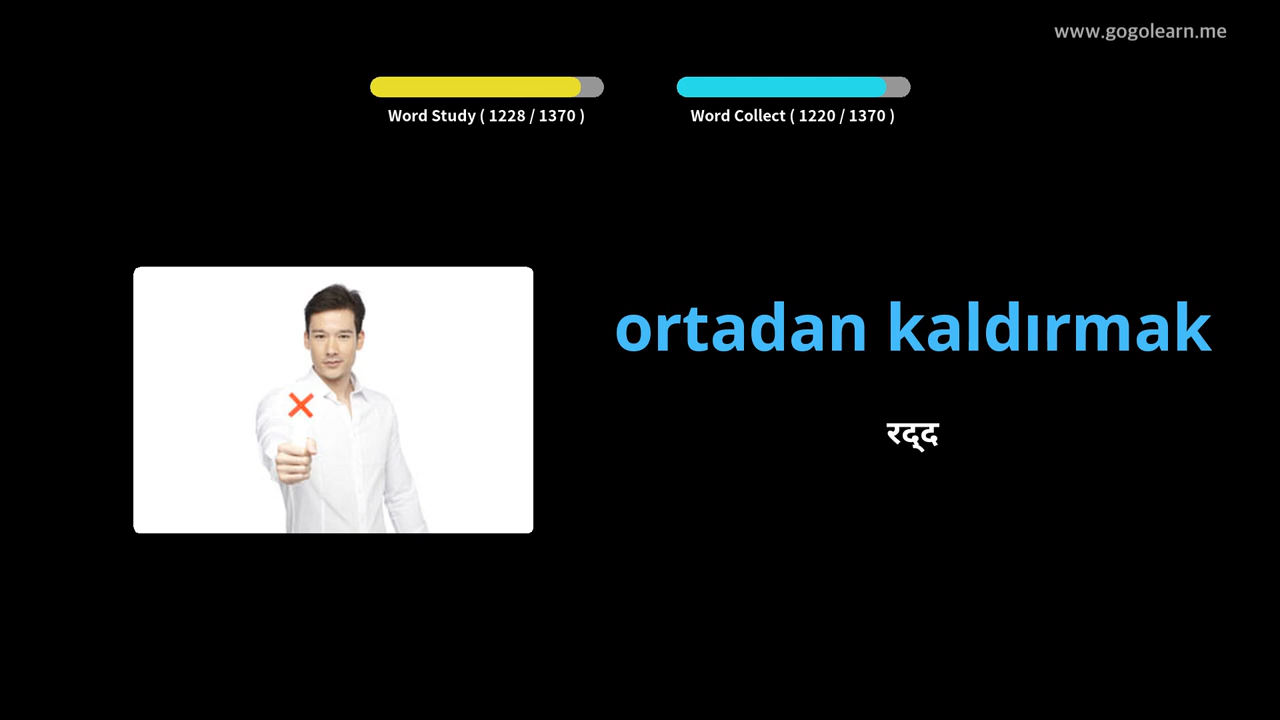 www.gogolearn.me
Word Study ( 1228 / 1370 )
Word Collect ( 1220 / 1370 )
ortadan kaldırmak
रद्द